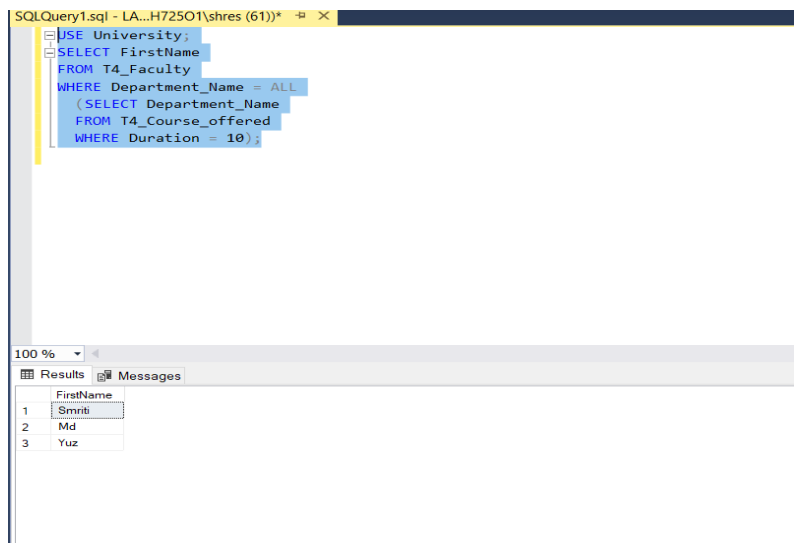 SQLQuery1.sql - LA...H725O1\shres (61))*
USE University;
SELECT FirstName
FROM T4_Faculty
WHERE Department_Name = ALL
(SELECT Department_Name
FROM T4_Course_offered
WHERE Duration = 10);
100 %
Results Messages
FirstName
1 Smriti
2 Md
3 Yuz